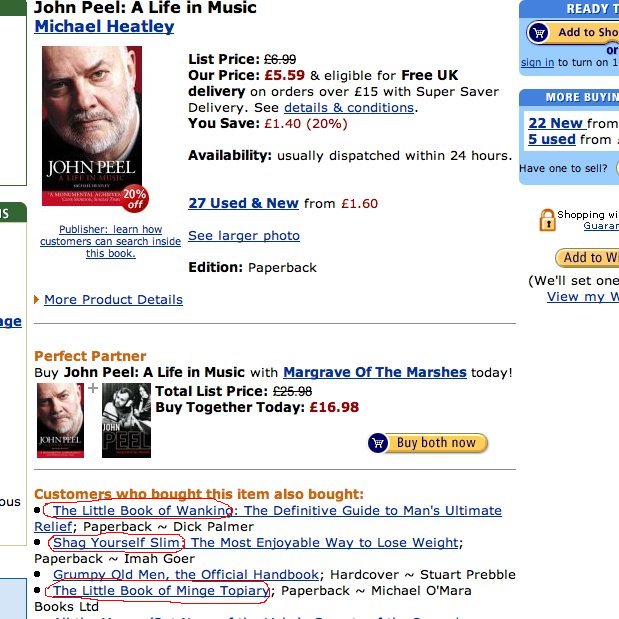 John Peel: A Life in Music
Michael Heatley
JOHN PEEL
A LIFE IN MUSIC
MICHAEL HEATLEY
20%
off
Publisher: learn how
customers can search inside
this book.
List Price: £6.99
Our Price: £5.59 & eligible for Free UK
delivery on orders over £15 with Super Saver
Delivery. See details & conditions.
You Save: £1.40 (20%)
Availability: usually dispatched within 24 hours.
27 Used & New from £1.60
See larger photo
Edition: Paperback
More Product Details
Perfect Partner
Buy John Peel: A Life in Music with Margrave Of The Marshes today!
JOHN PEEL
+
JOHN
PEEL
Total List Price: £25.98
Buy Together Today: £16.98
Buy both now
Customers who bought this item also bought:
The Little Book of Wanking: The Definitive Guide to Man's Ultimate
Relief; Paperback ~ Dick Palmer
Shag Yourself Slim: The Most Enjoyable Way to Lose Weight;
Paperback ~ Imah Goer
Grumpy Old Men, the Official Handbook; Hardcover ~ Stuart Prebble
The Little Book of Minge Topiary; Paperback ~ Michael O'Mara
Books Ltd
READY T
Add to Sho
or
sign in to turn on 1
MORE BUYIN
22 New from
5 used from
Have one to sell?
Shopping wi
Guaran
Add to Wi
(We'll set one
View my W
NS
age
ous